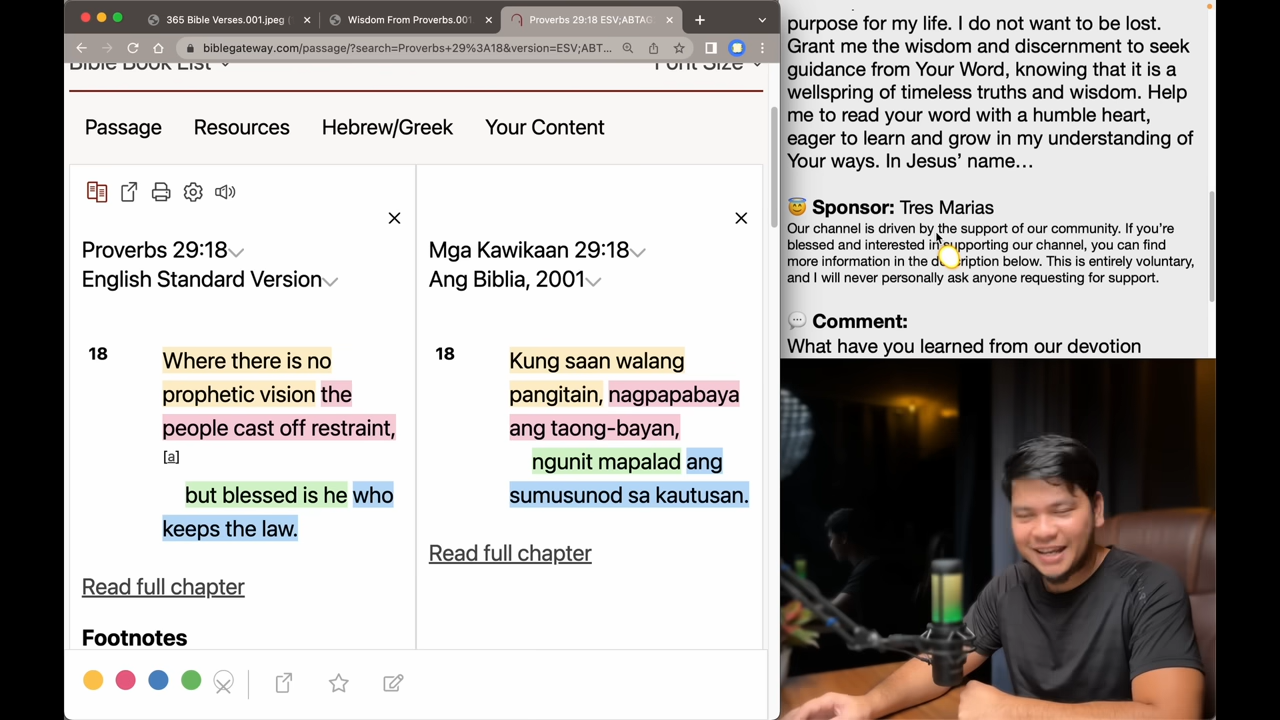 365 Bible Verses.001.jpeg (
Wisdom From Proverbs.001
Proverbs 29:18 ESV;ABTAG
biblegateway.com/passage/?search=Proverbs+29%3A18&version=ESV;ABT...
Bible Book List
Font Size
Passage
Resources
Hebrew/Greek
Your Content
Proverbs 29:18
English Standard Version
18
Where there is no
prophetic vision the
people cast off restraint,
[a]
but blessed is he who
keeps the law.
Read full chapter
Footnotes
Mga Kawikaan 29:18
Ang Biblia, 2001
18
Kung saan walang
pangitain, nagpapabaya
ang taong-bayan,
ngunit mapalad ang
sumusunod sa kautusan.
Read full chapter
purpose for my life. I do not want to be lost.
Grant me the wisdom and discernment to seek
guidance from Your Word, knowing that it is a
wellspring of timeless truths and wisdom. Help
me to read your word with a humble heart,
eager to learn and grow in my understanding of
Your ways. In Jesus’ name…
😇 Sponsor: Tres Marias
Our channel is driven by the support of our community. If you’re
blessed and interested in supporting our channel, you can find
more information in the description below. This is entirely voluntary,
and I will never personally ask anyone requesting for support.
💬 Comment:
What have you learned from our devotion